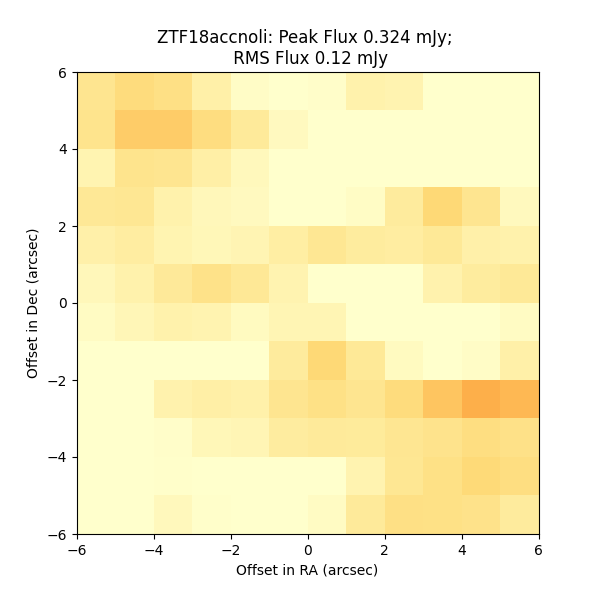 ZTF18accnoli: Peak Flux 0.324 mJy;
RMS Flux 0.12 mJy
6
4
2
0
−2
−4
−6
Offset in Dec (arcsec)
−6 −4 −2 0 2 4 6
Offset in RA (arcsec)